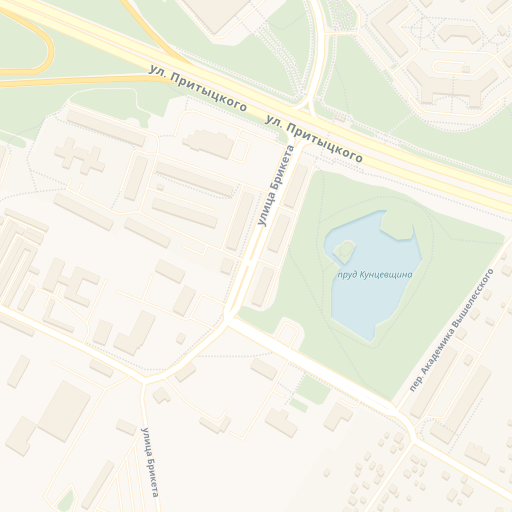 ул. Притыцкого
ул. Притыцкого
улица Брикета
пруд Кунцевщина
пер. Академика Вышелесского
улица Брикета